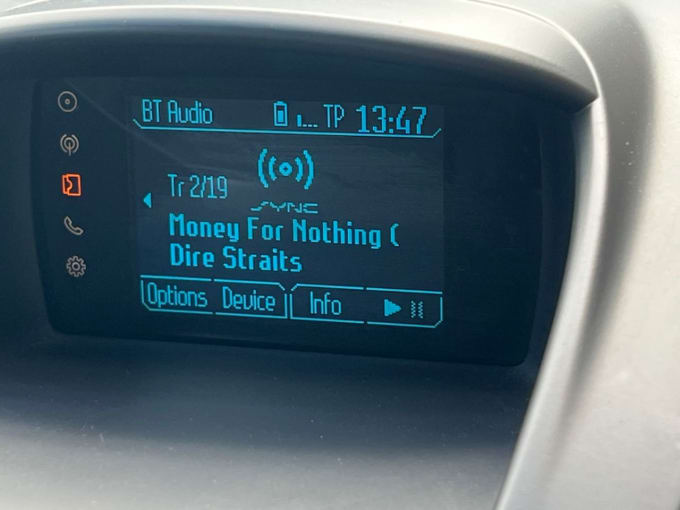 BT Audio TP 13:47
Tr 2/19
SYNC
Money For Nothing (
Dire Straits
Options Device Info